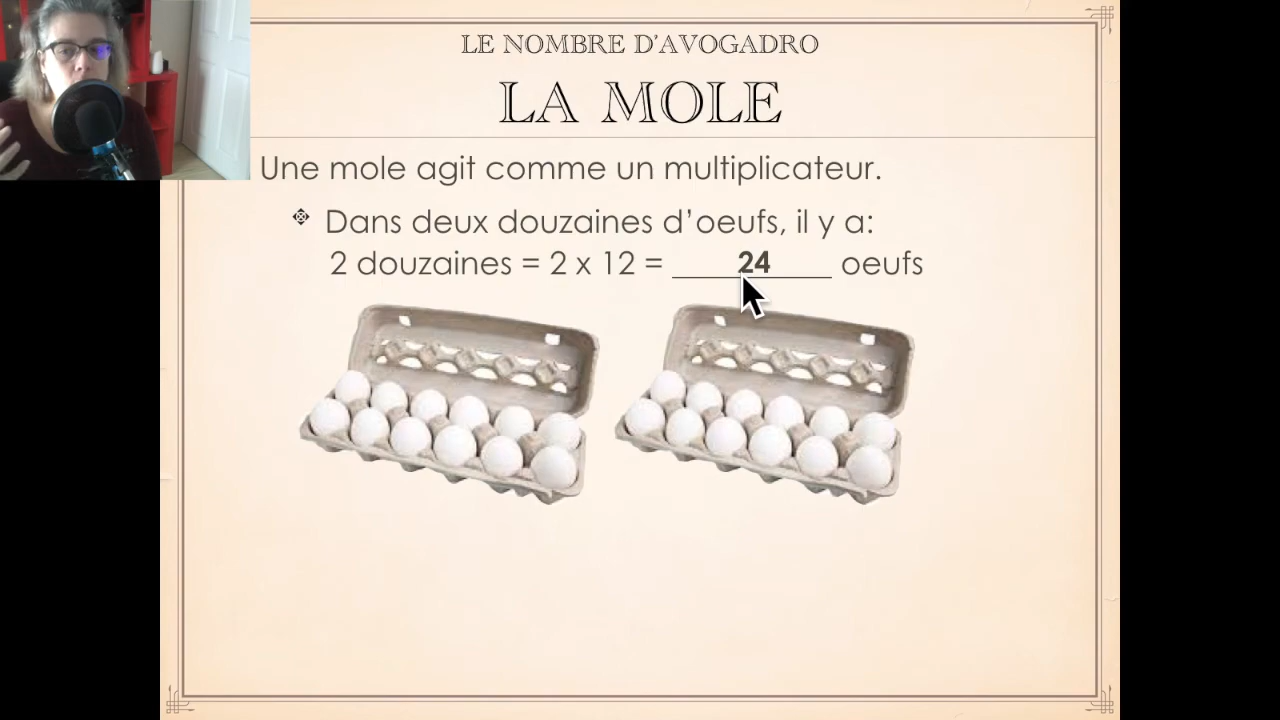 LE NOMBRE D'AVOGADRO
LA MOLE
Une mole agit comme un multiplicateur.
Dans deux douzaines d'oeufs, il y a:
2 douzaines = 2 x 12 = ___24___ oeufs